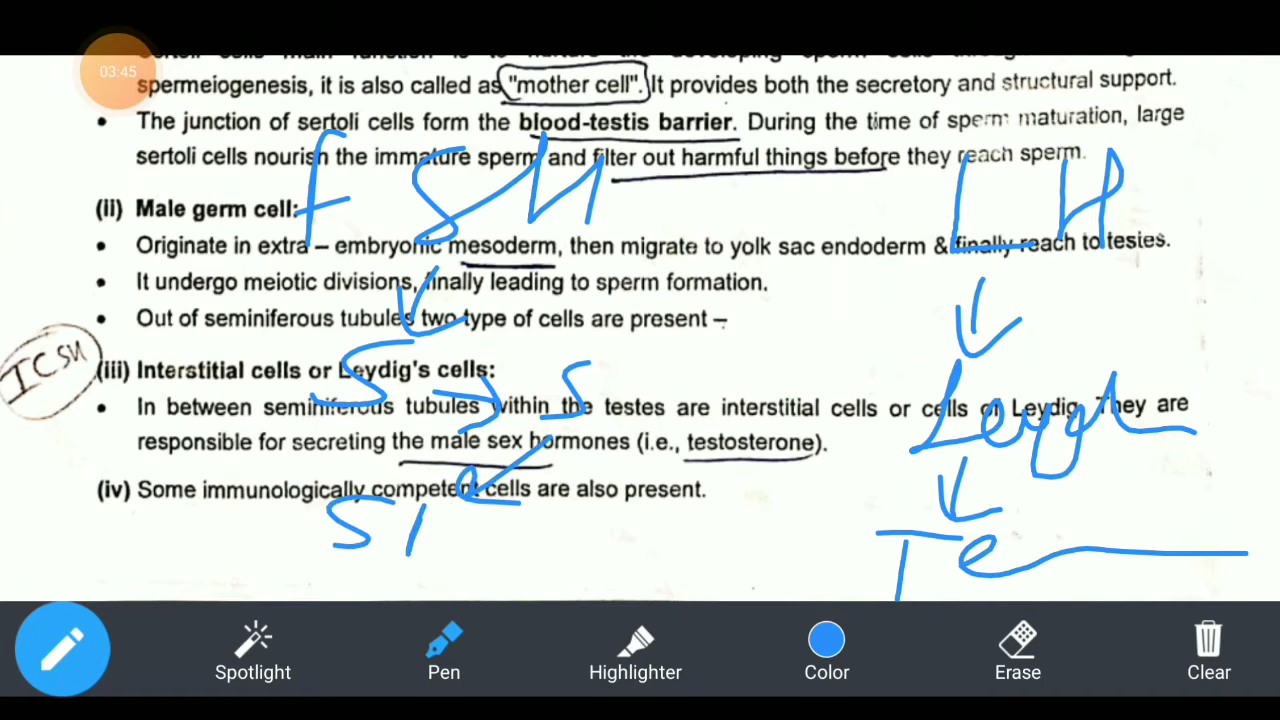 03:45
spermeiogenesis, it is also called as "mother cell". It provides both the secretory and structural support.
• The junction of sertoli cells form the blood-testis barrier. During the time of sperm maturation, large
sertoli cells nourish the immature sperm and filter out harmful things before they reach sperm.
FSH LH
(ii) Male germ cell:
• Originate in extra – embryonic mesoderm, then migrate to yolk sac endoderm & finally reach to testies.
• It undergo meiotic divisions, finally leading to sperm formation.
• Out of seminiferous tubules two type of cells are present –
ICSH
(iii) Interstitial cells or Leydig's cells:
S → S
• In between seminiferous tubules within the testes are interstitial cells or cells of Leydig. They are
responsible for secreting the male sex hormones (i.e., testosterone).
(iv) Some immunologically competent cells are also present.
Te
Spotlight Pen Highlighter Color Erase Clear